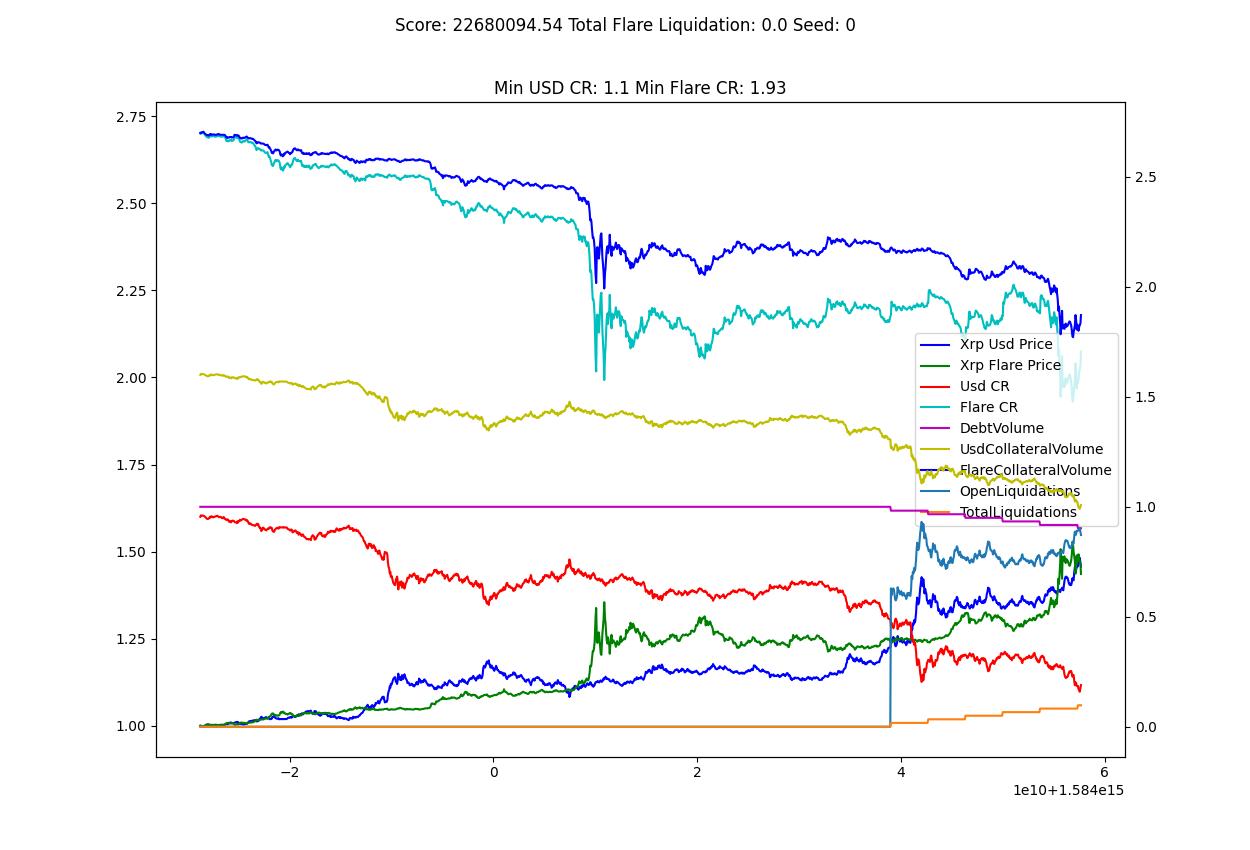 Score: 22680094.54 Total Flare Liquidation: 0.0 Seed: 0
Min USD CR: 1.1 Min Flare CR: 1.93
2.75
2.50
2.25
2.00
1.75
1.50
1.25
1.00
2.5
2.0
1.5
1.0
0.5
0.0
Xrp Usd Price
Xrp Flare Price
Usd CR
Flare CR
DebtVolume
UsdCollateralVolume
FlareCollateralVolume
OpenLiquidations
TotalLiquidations
−2 0 2 4 6
1e10+1.584e15